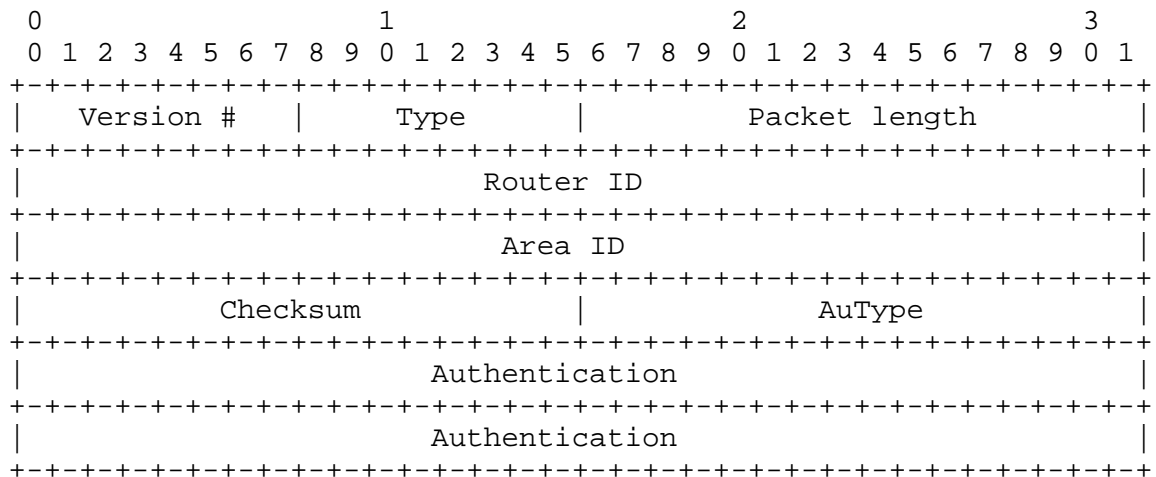 0                   1                   2                   3
 0 1 2 3 4 5 6 7 8 9 0 1 2 3 4 5 6 7 8 9 0 1 2 3 4 5 6 7 8 9 0 1
+-+-+-+-+-+-+-+-+-+-+-+-+-+-+-+-+-+-+-+-+-+-+-+-+-+-+-+-+-+-+-+-+
|   Version #   |     Type      |         Packet length         |
+-+-+-+-+-+-+-+-+-+-+-+-+-+-+-+-+-+-+-+-+-+-+-+-+-+-+-+-+-+-+-+-+
|                          Router ID                            |
+-+-+-+-+-+-+-+-+-+-+-+-+-+-+-+-+-+-+-+-+-+-+-+-+-+-+-+-+-+-+-+-+
|                           Area ID                             |
+-+-+-+-+-+-+-+-+-+-+-+-+-+-+-+-+-+-+-+-+-+-+-+-+-+-+-+-+-+-+-+-+
|           Checksum            |             AuType            |
+-+-+-+-+-+-+-+-+-+-+-+-+-+-+-+-+-+-+-+-+-+-+-+-+-+-+-+-+-+-+-+-+
|                       Authentication                          |
+-+-+-+-+-+-+-+-+-+-+-+-+-+-+-+-+-+-+-+-+-+-+-+-+-+-+-+-+-+-+-+-+
|                       Authentication                          |
+-+-+-+-+-+-+-+-+-+-+-+-+-+-+-+-+-+-+-+-+-+-+-+-+-+-+-+-+-+-+-+-+